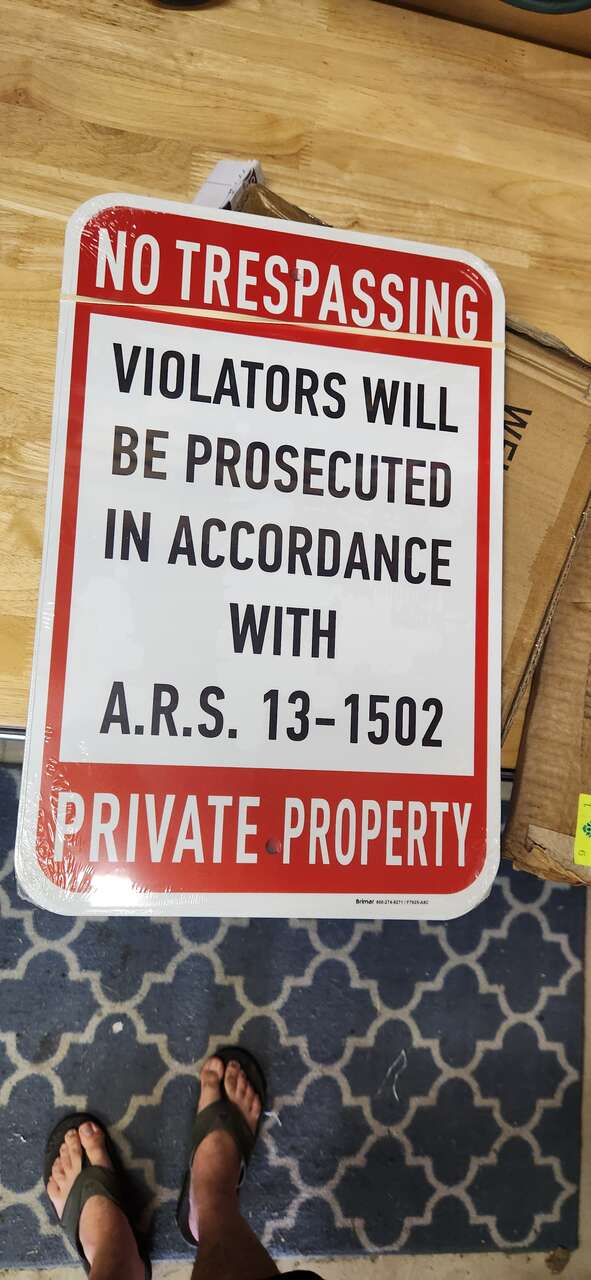 NO TRESPASSING
VIOLATORS WILL
BE PROSECUTED
IN ACCORDANCE
WITH
A.R.S. 13-1502
PRIVATE PROPERTY
Brimar